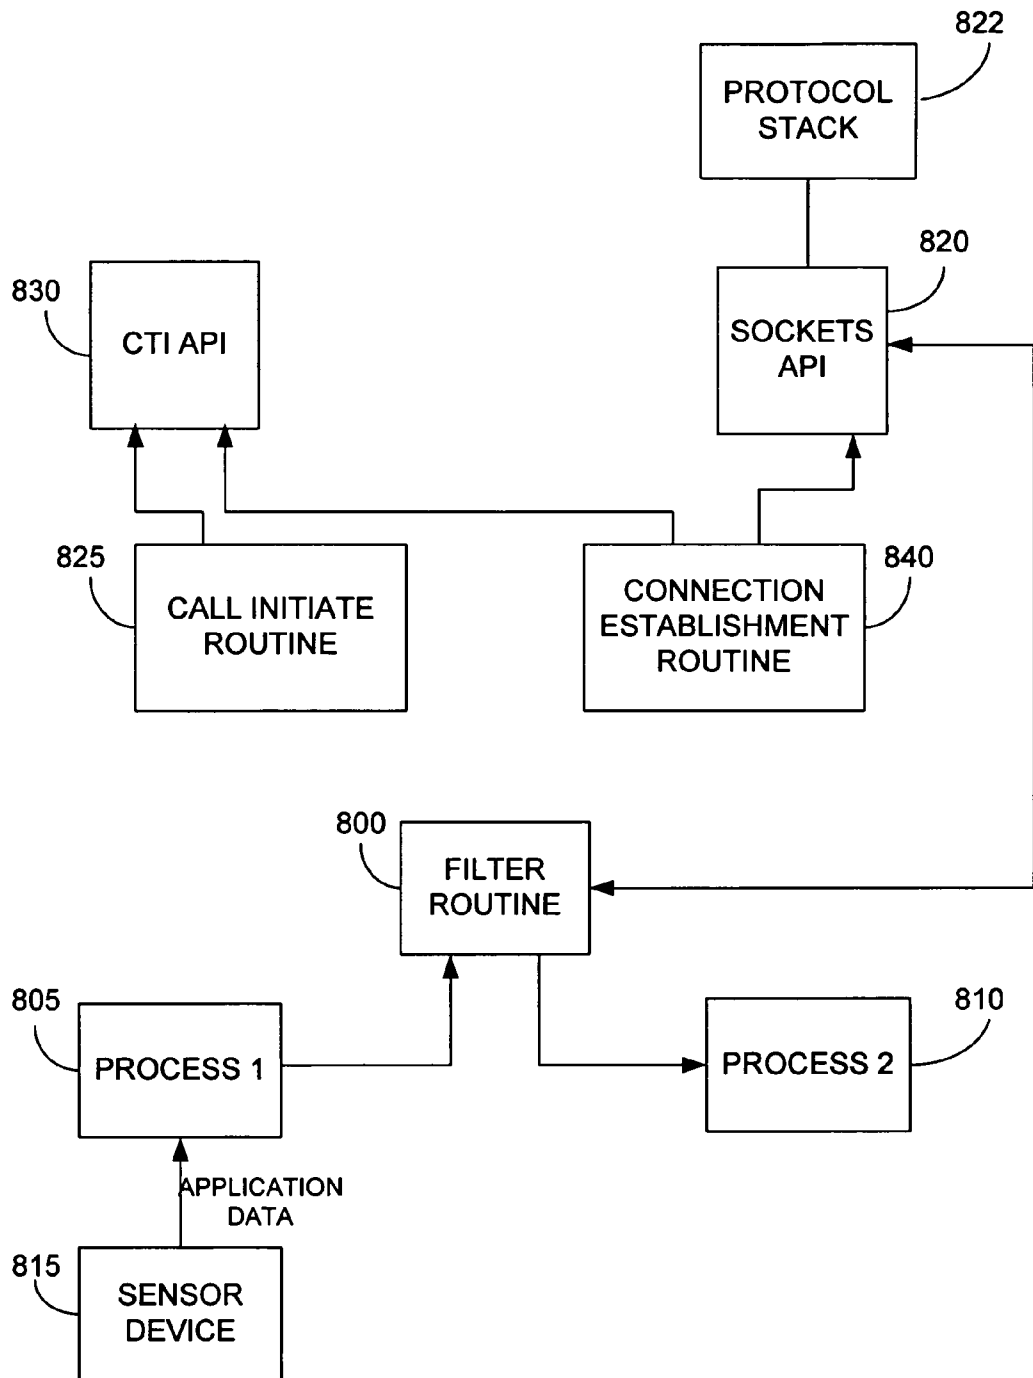 822
PROTOCOL
STACK
820
830
CTI API
SOCKETS
API
825
840
CALL INITIATE
ROUTINE
CONNECTION
ESTABLISHMENT
ROUTINE
800
FILTER
ROUTINE
805
810
PROCESS 1
PROCESS 2
APPLICATION
DATA
815
SENSOR
DEVICE